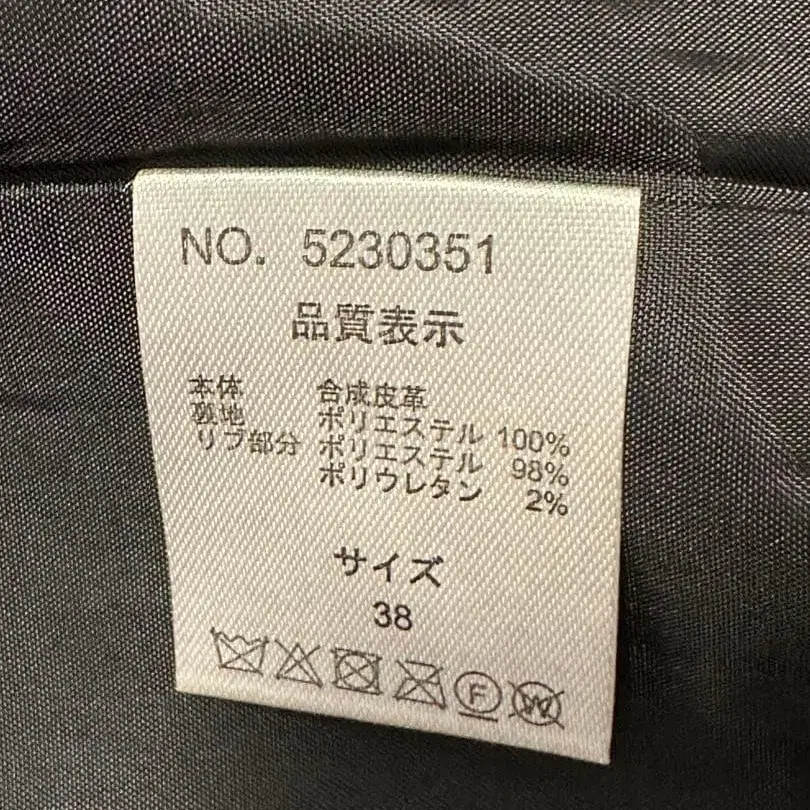 NO. 5230351
品質表示
本体 合成皮革
裏地 ポリエステル 100%
リブ部分 ポリエステル 98%
ポリウレタン 2%
サイズ
38
F W